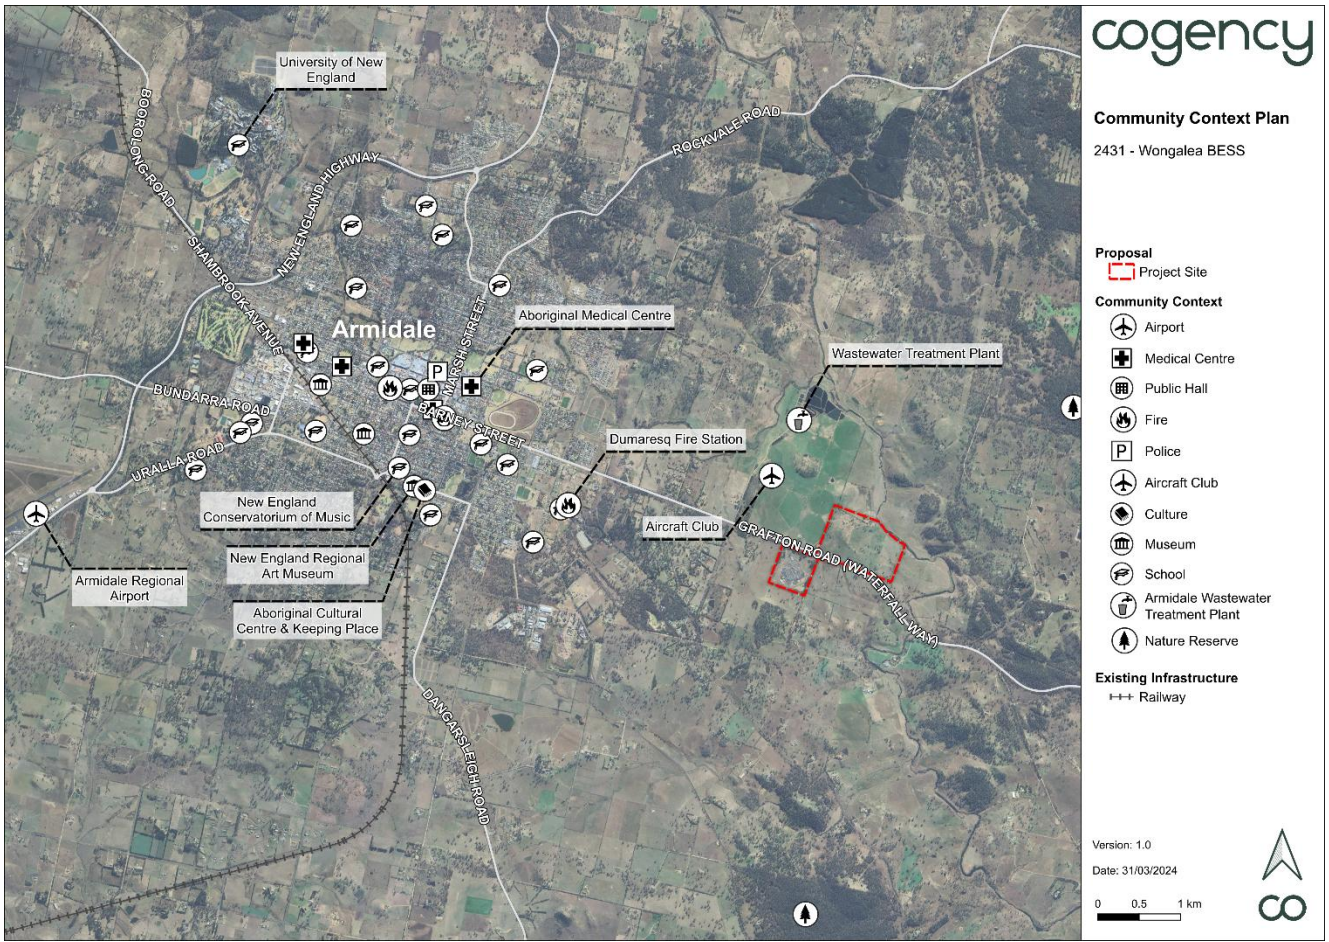 University of New
England
BOOROLONG ROAD
NEW ENGLAND HIGHWAY
ROCKVALE ROAD
SHAMBROOK AVENUE
Armidale
MARSH STREET
Aboriginal Medical Centre
Wastewater Treatment Plant
P
BUNDARRA ROAD
BARNEY STREET
URALLA ROAD
Dumaresq Fire Station
New England
Conservatorium of Music
Aircraft Club
GRAFTON ROAD (WATERFALL WAY)
New England Regional
Art Museum
Armidale Regional
Airport
Aboriginal Cultural
Centre & Keeping Place
DANGARSLEIGH ROAD
cogency
Community Context Plan
2431 - Wongalea BESS
Proposal
Project Site
Community Context
Airport
Medical Centre
Public Hall
Fire
P Police
Aircraft Club
Culture
Museum
School
Armidale Wastewater
Treatment Plant
Nature Reserve
Existing Infrastructure
Railway
Version: 1.0
Date: 31/03/2024
0 0.5 1 km
CO